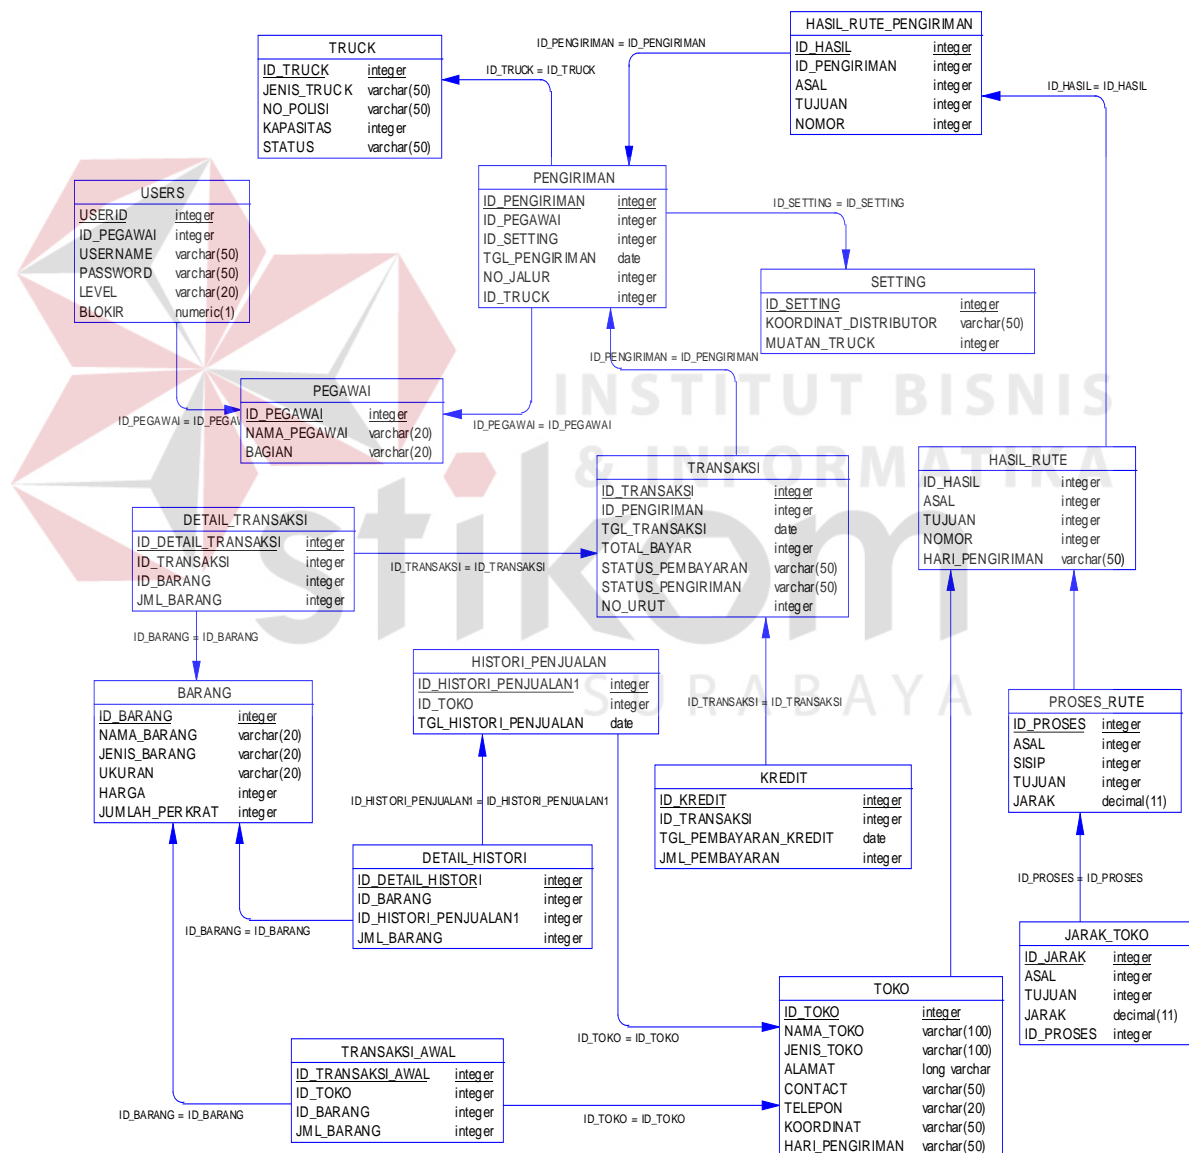 HASIL_RUTE_PENGIRIMAN
ID_HASIL integer
ID_PENGIRIMAN integer
ASAL integer
TUJUAN integer
NOMOR integer
ID_PENGIRIMAN = ID_PENGIRIMAN
TRUCK
ID_TRUCK integer
JENIS_TRUCK varchar(50)
NO_POLISI varchar(50)
KAPASITAS integer
STATUS varchar(50)
ID_TRUCK = ID_TRUCK
ID_HASIL = ID_HASIL
PENGIRIMAN
ID_PENGIRIMAN integer
ID_PEGAWAI integer
ID_SETTING integer
TGL_PENGIRIMAN date
NO_JALUR integer
ID_TRUCK integer
USERS
USERID integer
ID_PEGAWAI integer
USERNAME varchar(50)
PASSWORD varchar(50)
LEVEL varchar(20)
BLOKIR numeric(1)
ID_SETTING = ID_SETTING
SETTING
ID_SETTING integer
KOORDINAT_DISTRIBUTOR varchar(50)
MUATAN_TRUCK integer
ID_PENGIRIMAN = ID_PENGIRIMAN
PEGAWAI
ID_PEGAWAI integer
NAMA_PEGAWAI varchar(20)
BAGIAN varchar(20)
ID_PEGAWAI = ID_PEGAW
ID_PEGAWAI = ID_PEGAWAI
INSTITUT BISNIS
& INFORMATIKA
stikom
SURABAYA
TRANSAKSI
ID_TRANSAKSI integer
ID_PENGIRIMAN integer
TGL_TRANSAKSI date
TOTAL_BAYAR integer
STATUS_PEMBAYARAN varchar(50)
STATUS_PENGIRIMAN varchar(50)
NO_URUT integer
HASIL_RUTE
ID_HASIL integer
ASAL integer
TUJUAN integer
NOMOR integer
HARI_PENGIRIMAN varchar(50)
DETAIL_TRANSAKSI
ID_DETAIL_TRANSAKSI integer
ID_TRANSAKSI integer
ID_BARANG integer
JML_BARANG integer
ID_TRANSAKSI = ID_TRANSAKSI
ID_BARANG = ID_BARANG
HISTORI_PENJUALAN
ID_HISTORI_PENJUALAN1 integer
ID_TOKO integer
TGL_HISTORI_PENJUALAN date
BARANG
ID_BARANG integer
NAMA_BARANG varchar(20)
JENIS_BARANG varchar(20)
UKURAN varchar(20)
HARGA integer
JUMLAH_PERKRAT integer
ID_TRANSAKSI = ID_TRANSAKSI
PROSES_RUTE
ID_PROSES integer
ASAL integer
SISIP integer
TUJUAN integer
JARAK decimal(11)
KREDIT
ID_KREDIT integer
ID_TRANSAKSI integer
TGL_PEMBAYARAN_KREDIT date
JML_PEMBAYARAN integer
ID_HISTORI_PENJUALAN1 = ID_HISTORI_PENJUALAN1
DETAIL_HISTORI
ID_DETAIL_HISTORI integer
ID_BARANG integer
ID_HISTORI_PENJUALAN1 integer
JML_BARANG integer
ID_BARANG = ID_BARANG
ID_PROSES = ID_PROSES
JARAK_TOKO
ID_JARAK integer
ASAL integer
TUJUAN integer
JARAK decimal(11)
ID_PROSES integer
TOKO
ID_TOKO integer
NAMA_TOKO varchar(100)
JENIS_TOKO varchar(100)
ALAMAT long varchar
CONTACT varchar(50)
TELEPON varchar(20)
KOORDINAT varchar(50)
HARI_PENGIRIMAN varchar(50)
ID_TOKO = ID_TOKO
TRANSAKSI_AWAL
ID_TRANSAKSI_AWAL integer
ID_TOKO integer
ID_BARANG integer
JML_BARANG integer
ID_BARANG = ID_BARANG
ID_TOKO = ID_TOKO